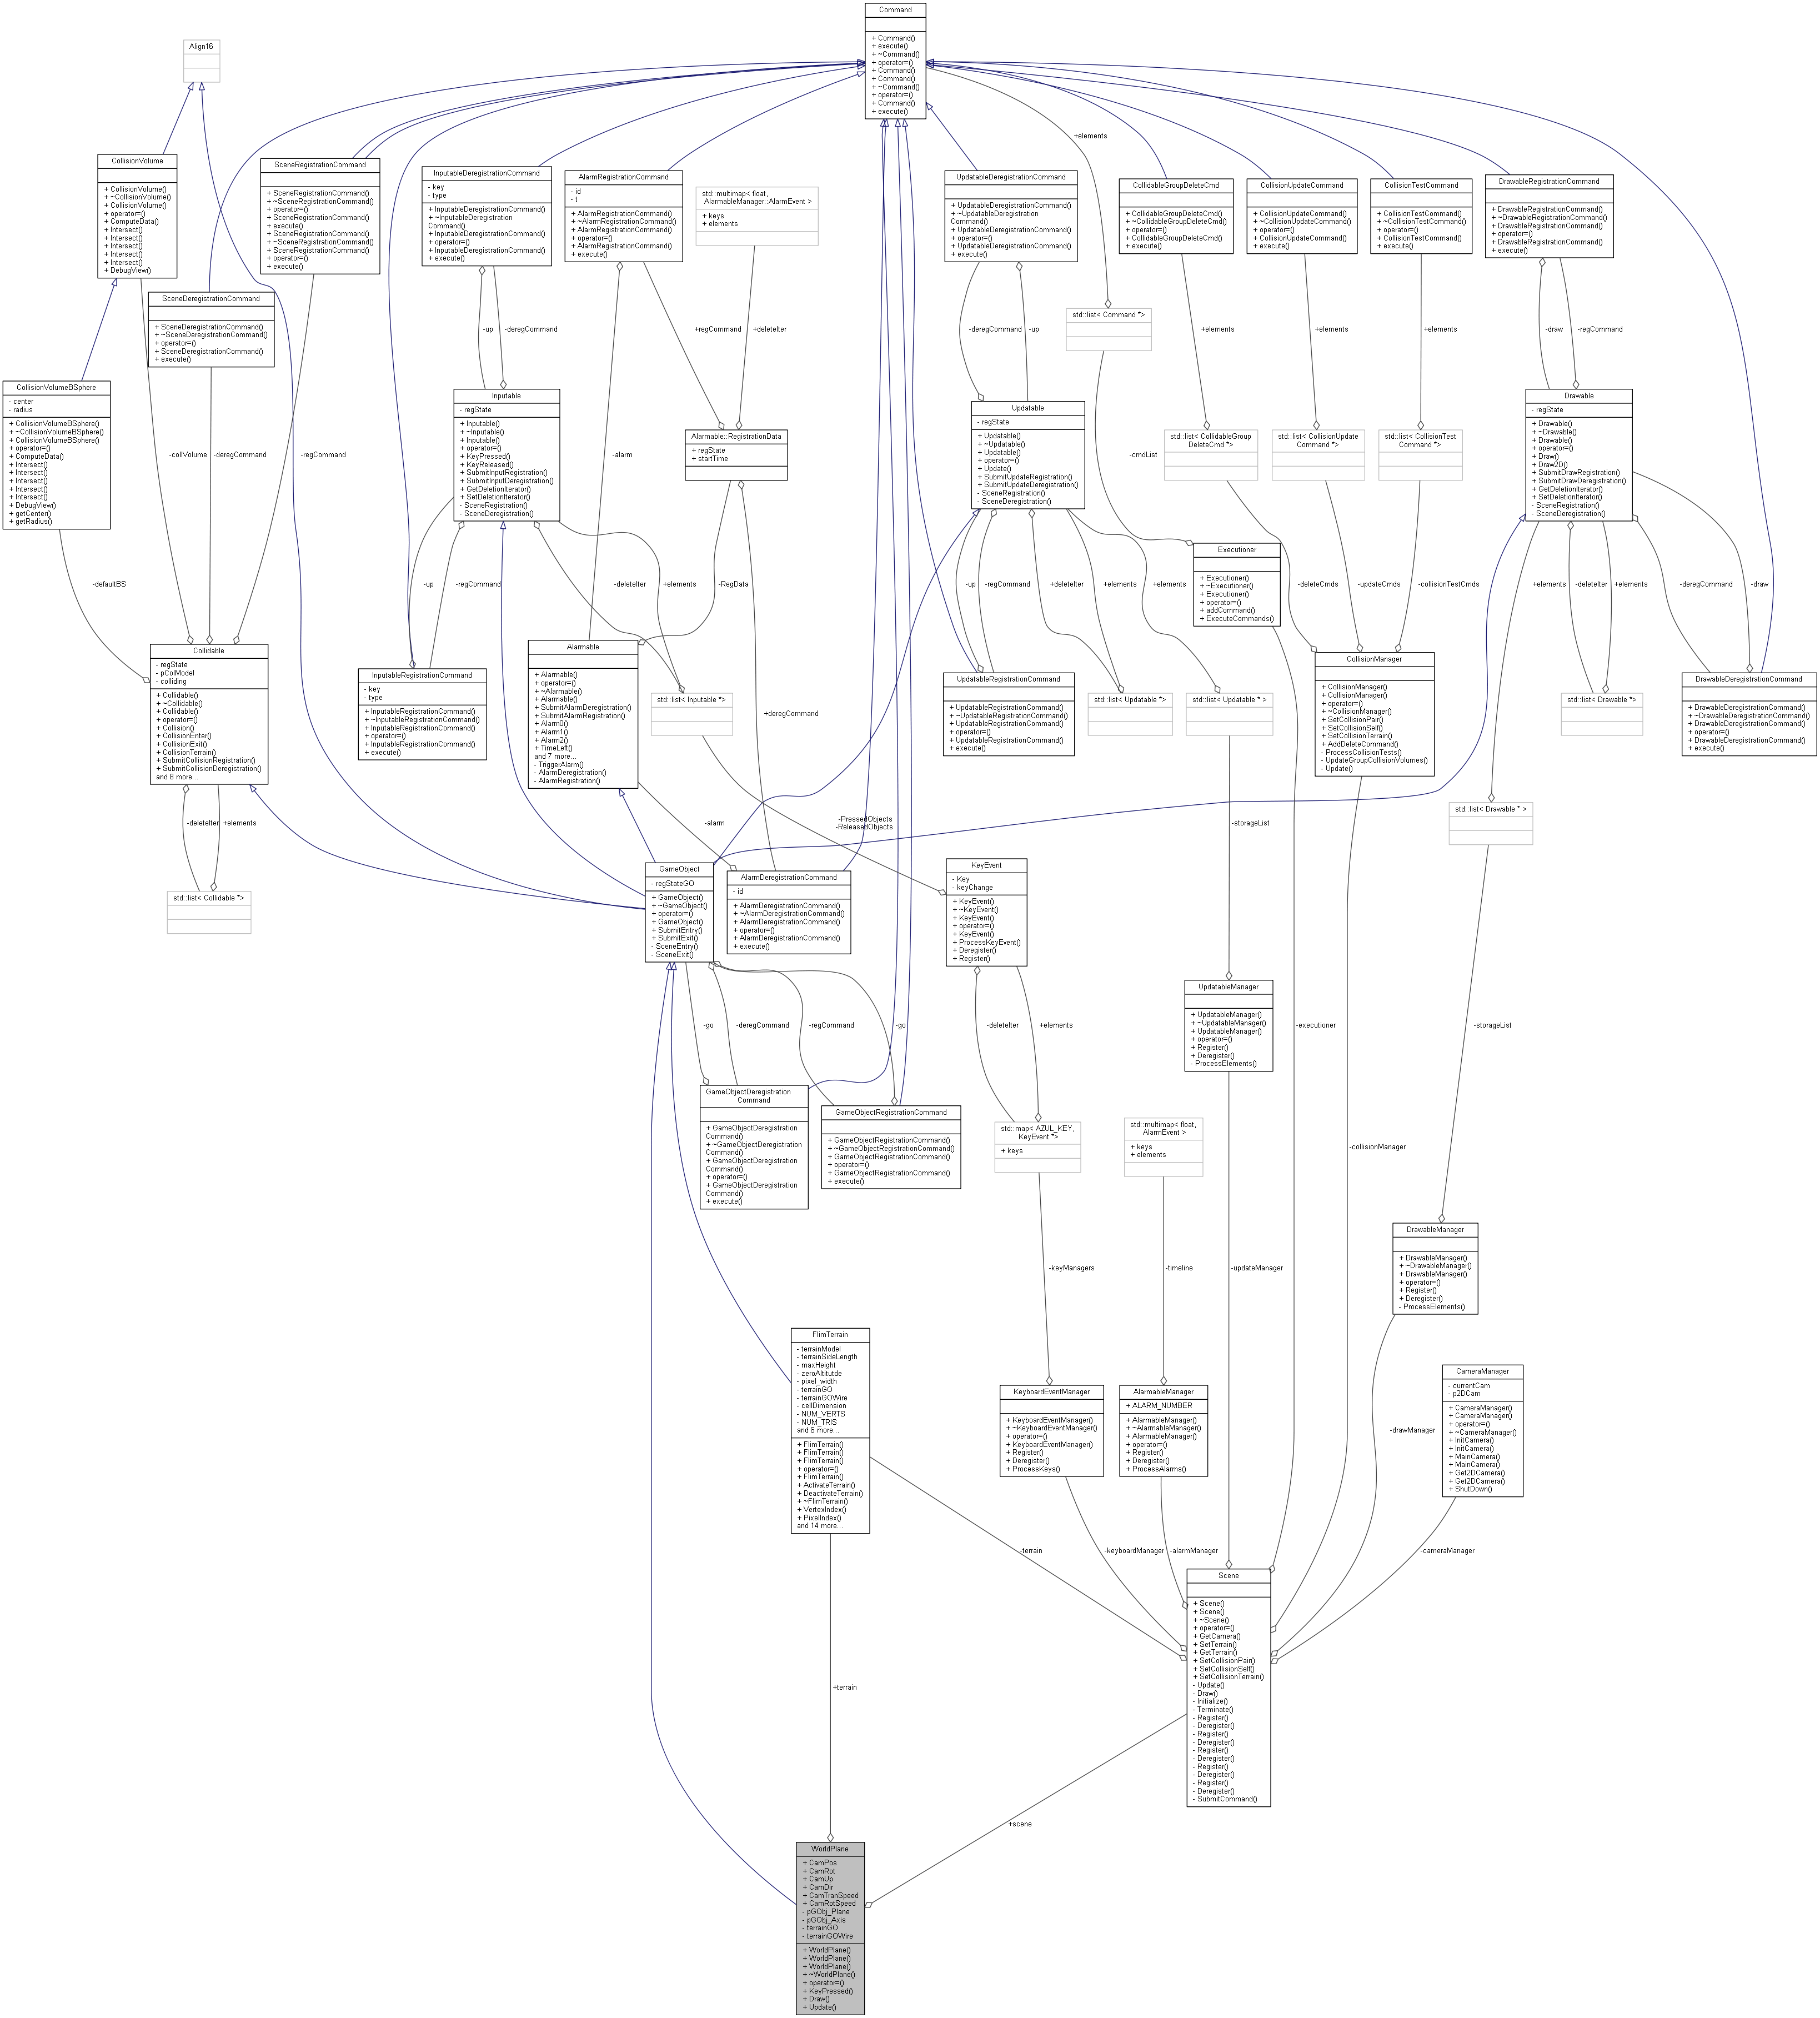 Command
+ Command()
+ execute()
+ ~Command()
+ operator=()
+ Command()
+ Command()
+ ~Command()
+ operator=()
+ Command()
+ execute()
Align16
CollisionVolume
+ CollisionVolume()
+ ~CollisionVolume()
+ CollisionVolume()
+ operator=()
+ ComputeData()
+ Intersect()
+ Intersect()
+ Intersect()
+ Intersect()
+ Intersect()
+ DebugView()
SceneRegistrationCommand
+ SceneRegistrationCommand()
+ ~SceneRegistrationCommand()
+ operator=()
+ SceneRegistrationCommand()
+ execute()
+ SceneRegistrationCommand()
+ ~SceneRegistrationCommand()
+ SceneRegistrationCommand()
+ operator=()
+ execute()
InputableDeregistrationCommand
- key
- type
+ InputableDeregistrationCommand()
+ ~InputableDeregistration
Command()
+ InputableDeregistrationCommand()
+ operator=()
+ InputableDeregistrationCommand()
+ execute()
AlarmRegistrationCommand
- id
- t
+ AlarmRegistrationCommand()
+ ~AlarmRegistrationCommand()
+ AlarmRegistrationCommand()
+ operator=()
+ AlarmRegistrationCommand()
+ execute()
std::multimap< float,
AlarmableManager::AlarmEvent >
+ keys
+ elements
+elements
UpdatableDeregistrationCommand
+ UpdatableDeregistrationCommand()
+ ~UpdatableDeregistration
Command()
+ UpdatableDeregistrationCommand()
+ operator=()
+ UpdatableDeregistrationCommand()
+ execute()
CollidableGroupDeleteCmd
+ CollidableGroupDeleteCmd()
+ ~CollidableGroupDeleteCmd()
+ operator=()
+ CollidableGroupDeleteCmd()
+ execute()
CollisionUpdateCommand
+ CollisionUpdateCommand()
+ ~CollisionUpdateCommand()
+ operator=()
+ CollisionUpdateCommand()
+ execute()
CollisionTestCommand
+ CollisionTestCommand()
+ ~CollisionTestCommand()
+ operator=()
+ CollisionTestCommand()
+ execute()
DrawableRegistrationCommand
+ DrawableRegistrationCommand()
+ ~DrawableRegistrationCommand()
+ DrawableRegistrationCommand()
+ operator=()
+ DrawableRegistrationCommand()
+ execute()
SceneDeregistrationCommand
+ SceneDeregistrationCommand()
+ ~SceneDeregistrationCommand()
+ operator=()
+ SceneDeregistrationCommand()
+ execute()
std::list< Command *>
-up
-deregCommand
+regCommand
+deleteIter
-deregCommand
-up
+elements
+elements
+elements
-draw
-regCommand
CollisionVolumeBSphere
- center
- radius
+ CollisionVolumeBSphere()
+ ~CollisionVolumeBSphere()
+ CollisionVolumeBSphere()
+ operator=()
+ ComputeData()
+ Intersect()
+ Intersect()
+ Intersect()
+ Intersect()
+ Intersect()
+ DebugView()
+ getCenter()
+ getRadius()
-collVolume
-deregCommand
-regCommand
Inputable
- regState
+ Inputable()
+ ~Inputable()
+ Inputable()
+ operator=()
+ KeyPressed()
+ KeyReleased()
+ SubmitInputRegistration()
+ SubmitInputDeregistration()
+ GetDeletionIterator()
+ SetDeletionIterator()
- SceneRegistration()
- SceneDeregistration()
-alarm
Alarmable::RegistrationData
+ regState
+ startTime
Updatable
- regState
+ Updatable()
+ ~Updatable()
+ Updatable()
+ operator=()
+ Update()
+ SubmitUpdateRegistration()
+ SubmitUpdateDeregistration()
- SceneRegistration()
- SceneDeregistration()
-cmdList
std::list< CollidableGroup
DeleteCmd *>
std::list< CollisionUpdate
Command *>
std::list< CollisionTest
Command *>
Drawable
- regState
+ Drawable()
+ ~Drawable()
+ Drawable()
+ operator=()
+ Draw()
+ Draw2D()
+ SubmitDrawRegistration()
+ SubmitDrawDeregistration()
+ GetDeletionIterator()
+ SetDeletionIterator()
- SceneRegistration()
- SceneDeregistration()
Executioner
+ Executioner()
+ ~Executioner()
+ Executioner()
+ operator=()
+ addCommand()
+ ExecuteCommands()
-defaultBS
-up
-regCommand
-deleteIter
+elements
-RegData
-up
-regCommand
+deleteIter
+elements
+elements
-deleteCmds
-updateCmds
-collisionTestCmds
+elements
-deleteIter
+elements
-deregCommand
-draw
Collidable
- regState
- pColModel
- colliding
+ Collidable()
+ ~Collidable()
+ Collidable()
+ operator=()
+ Collision()
+ CollisionEnter()
+ CollisionExit()
+ CollisionTerrain()
+ SubmitCollisionRegistration()
+ SubmitCollisionDeregistration()
and 8 more...
InputableRegistrationCommand
- key
- type
+ InputableRegistrationCommand()
+ ~InputableRegistrationCommand()
+ InputableRegistrationCommand()
+ operator=()
+ InputableRegistrationCommand()
+ execute()
Alarmable
+ Alarmable()
+ operator=()
+ ~Alarmable()
+ Alarmable()
+ SubmitAlarmDeregistration()
+ SubmitAlarmRegistration()
+ Alarm0()
+ Alarm1()
+ Alarm2()
+ TimeLeft()
and 7 more...
- TriggerAlarm()
- AlarmDeregistration()
- AlarmRegistration()
std::list< Inputable *>
+deregCommand
UpdatableRegistrationCommand
+ UpdatableRegistrationCommand()
+ ~UpdatableRegistrationCommand()
+ UpdatableRegistrationCommand()
+ operator=()
+ UpdatableRegistrationCommand()
+ execute()
std::list< Updatable *>
std::list< Updatable * >
CollisionManager
+ CollisionManager()
+ CollisionManager()
+ operator=()
+ ~CollisionManager()
+ SetCollisionPair()
+ SetCollisionSelf()
+ SetCollisionTerrain()
+ AddDeleteCommand()
- ProcessCollisionTests()
- UpdateGroupCollisionVolumes()
- Update()
std::list< Drawable *>
DrawableDeregistrationCommand
+ DrawableDeregistrationCommand()
+ ~DrawableDeregistrationCommand()
+ DrawableDeregistrationCommand()
+ operator=()
+ DrawableDeregistrationCommand()
+ execute()
-deleteIter
+elements
-alarm
-PressedObjects
-ReleasedObjects
-storageList
std::list< Drawable * >
std::list< Collidable *>
GameObject
- regStateGO
+ GameObject()
+ ~GameObject()
+ operator=()
+ GameObject()
+ SubmitEntry()
+ SubmitExit()
- SceneEntry()
- SceneExit()
AlarmDeregistrationCommand
- id
+ AlarmDeregistrationCommand()
+ ~AlarmDeregistrationCommand()
+ AlarmDeregistrationCommand()
+ operator=()
+ AlarmDeregistrationCommand()
+ execute()
KeyEvent
- Key
- keyChange
+ KeyEvent()
+ ~KeyEvent()
+ KeyEvent()
+ operator=()
+ KeyEvent()
+ ProcessKeyEvent()
+ Deregister()
+ Register()
UpdatableManager
+ UpdatableManager()
+ ~UpdatableManager()
+ UpdatableManager()
+ operator=()
+ Register()
+ Deregister()
- ProcessElements()
-go
-deregCommand
-regCommand
-go
-deleteIter
+elements
-executioner
-storageList
GameObjectDeregistration
Command
+ GameObjectDeregistration
Command()
+ ~GameObjectDeregistration
Command()
+ GameObjectDeregistration
Command()
+ operator=()
+ GameObjectDeregistration
Command()
+ execute()
GameObjectRegistrationCommand
+ GameObjectRegistrationCommand()
+ ~GameObjectRegistrationCommand()
+ GameObjectRegistrationCommand()
+ operator=()
+ GameObjectRegistrationCommand()
+ execute()
std::map< AZUL_KEY,
KeyEvent *>
+ keys
std::multimap< float,
AlarmEvent >
+ keys
+ elements
-collisionManager
DrawableManager
+ DrawableManager()
+ ~DrawableManager()
+ DrawableManager()
+ operator=()
+ Register()
+ Deregister()
- ProcessElements()
-keyManagers
-timeline
-updateManager
FlimTerrain
- terrainModel
- terrainSideLength
- maxHeight
- zeroAltitutde
- pixel_width
- terrainGO
- terrainGOWire
- cellDimension
- NUM_VERTS
- NUM_TRIS
and 6 more...
+ FlimTerrain()
+ FlimTerrain()
+ FlimTerrain()
+ operator=()
+ FlimTerrain()
+ ActivateTerrain()
+ DeactivateTerrain()
+ ~FlimTerrain()
+ VertexIndex()
+ PixelIndex()
and 14 more...
KeyboardEventManager
+ KeyboardEventManager()
+ ~KeyboardEventManager()
+ operator=()
+ KeyboardEventManager()
+ Register()
+ Deregister()
+ ProcessKeys()
AlarmableManager
+ ALARM_NUMBER
+ AlarmableManager()
+ ~AlarmableManager()
+ AlarmableManager()
+ operator=()
+ Register()
+ Deregister()
+ ProcessAlarms()
-drawManager
CameraManager
- currentCam
- p2DCam
+ CameraManager()
+ CameraManager()
+ operator=()
+ ~CameraManager()
+ InitCamera()
+ InitCamera()
+ MainCamera()
+ MainCamera()
+ Get2DCamera()
+ Get2DCamera()
+ ShutDown()
-terrain
-keyboardManager
-alarmManager
-cameraManager
Scene
+ Scene()
+ Scene()
+ ~Scene()
+ operator=()
+ GetCamera()
+ SetTerrain()
+ GetTerrain()
+ SetCollisionPair()
+ SetCollisionSelf()
+ SetCollisionTerrain()
- Update()
- Draw()
- Initialize()
- Terminate()
- Register()
- Deregister()
- Register()
- Deregister()
- Register()
- Deregister()
- Register()
- Deregister()
- Register()
- Deregister()
- SubmitCommand()
+terrain
+scene
WorldPlane
+ CamPos
+ CamRot
+ CamUp
+ CamDir
+ CamTranSpeed
+ CamRotSpeed
- pGObj_Plane
- pGObj_Axis
- terrainGO
- terrainGOWire
+ WorldPlane()
+ WorldPlane()
+ WorldPlane()
+ ~WorldPlane()
+ operator=()
+ KeyPressed()
+ Draw()
+ Update()